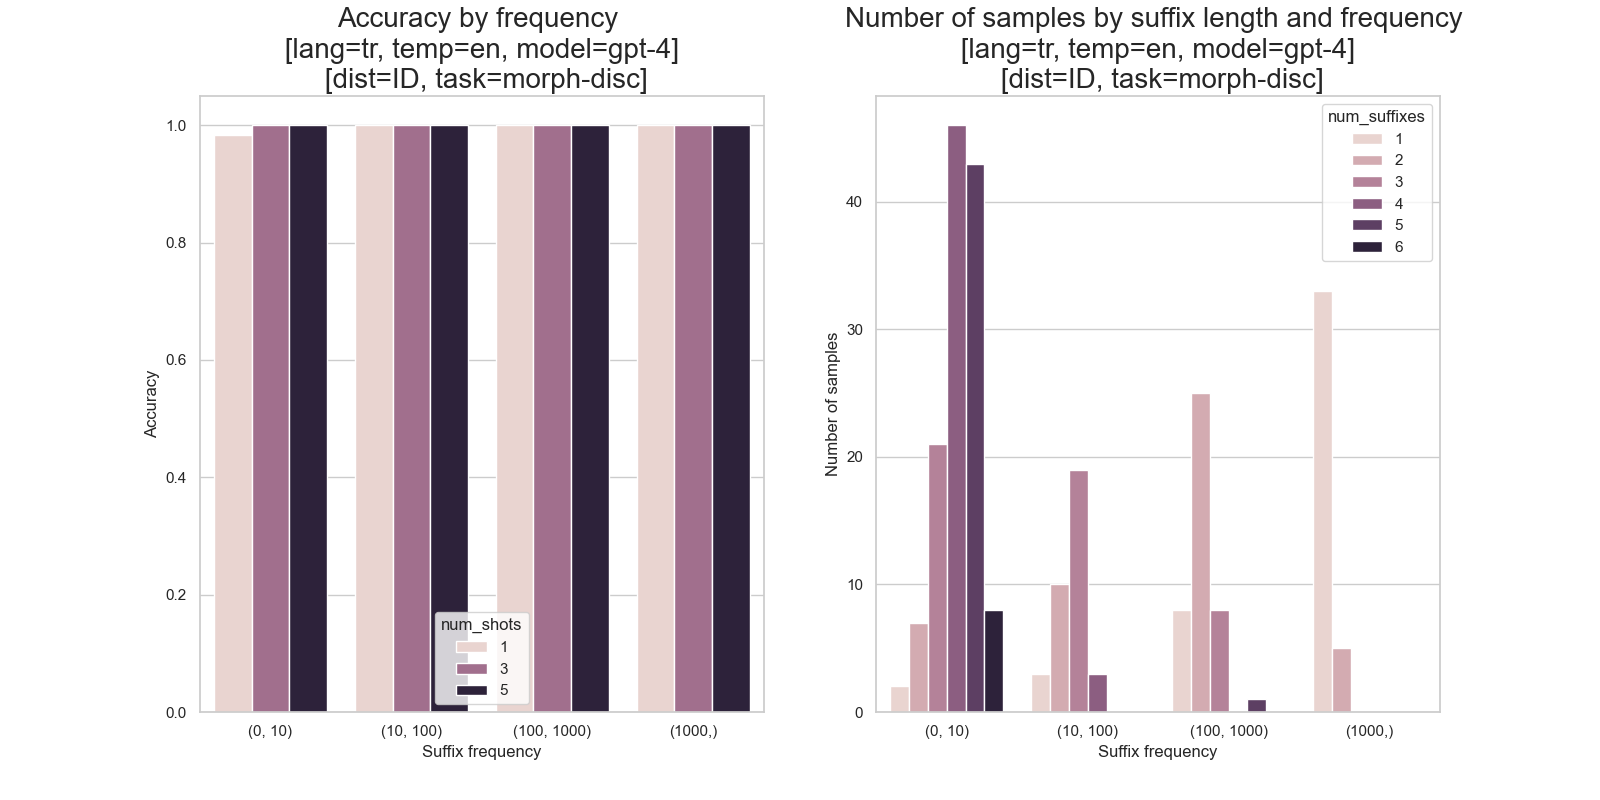 Accuracy by frequency
[lang=tr, temp=en, model=gpt-4]
[dist=ID, task=morph-disc]
1.0
0.8
0.6
0.4
0.2
0.0
Accuracy
num_shots
1
3
5
(0, 10)
(10, 100)
(100, 1000)
(1000,)
Suffix frequency
Number of samples by suffix length and frequency
[lang=tr, temp=en, model=gpt-4]
[dist=ID, task=morph-disc]
40
30
20
10
0
Number of samples
num_suffixes
1
2
3
4
5
6
(0, 10)
(10, 100)
(100, 1000)
(1000,)
Suffix frequency